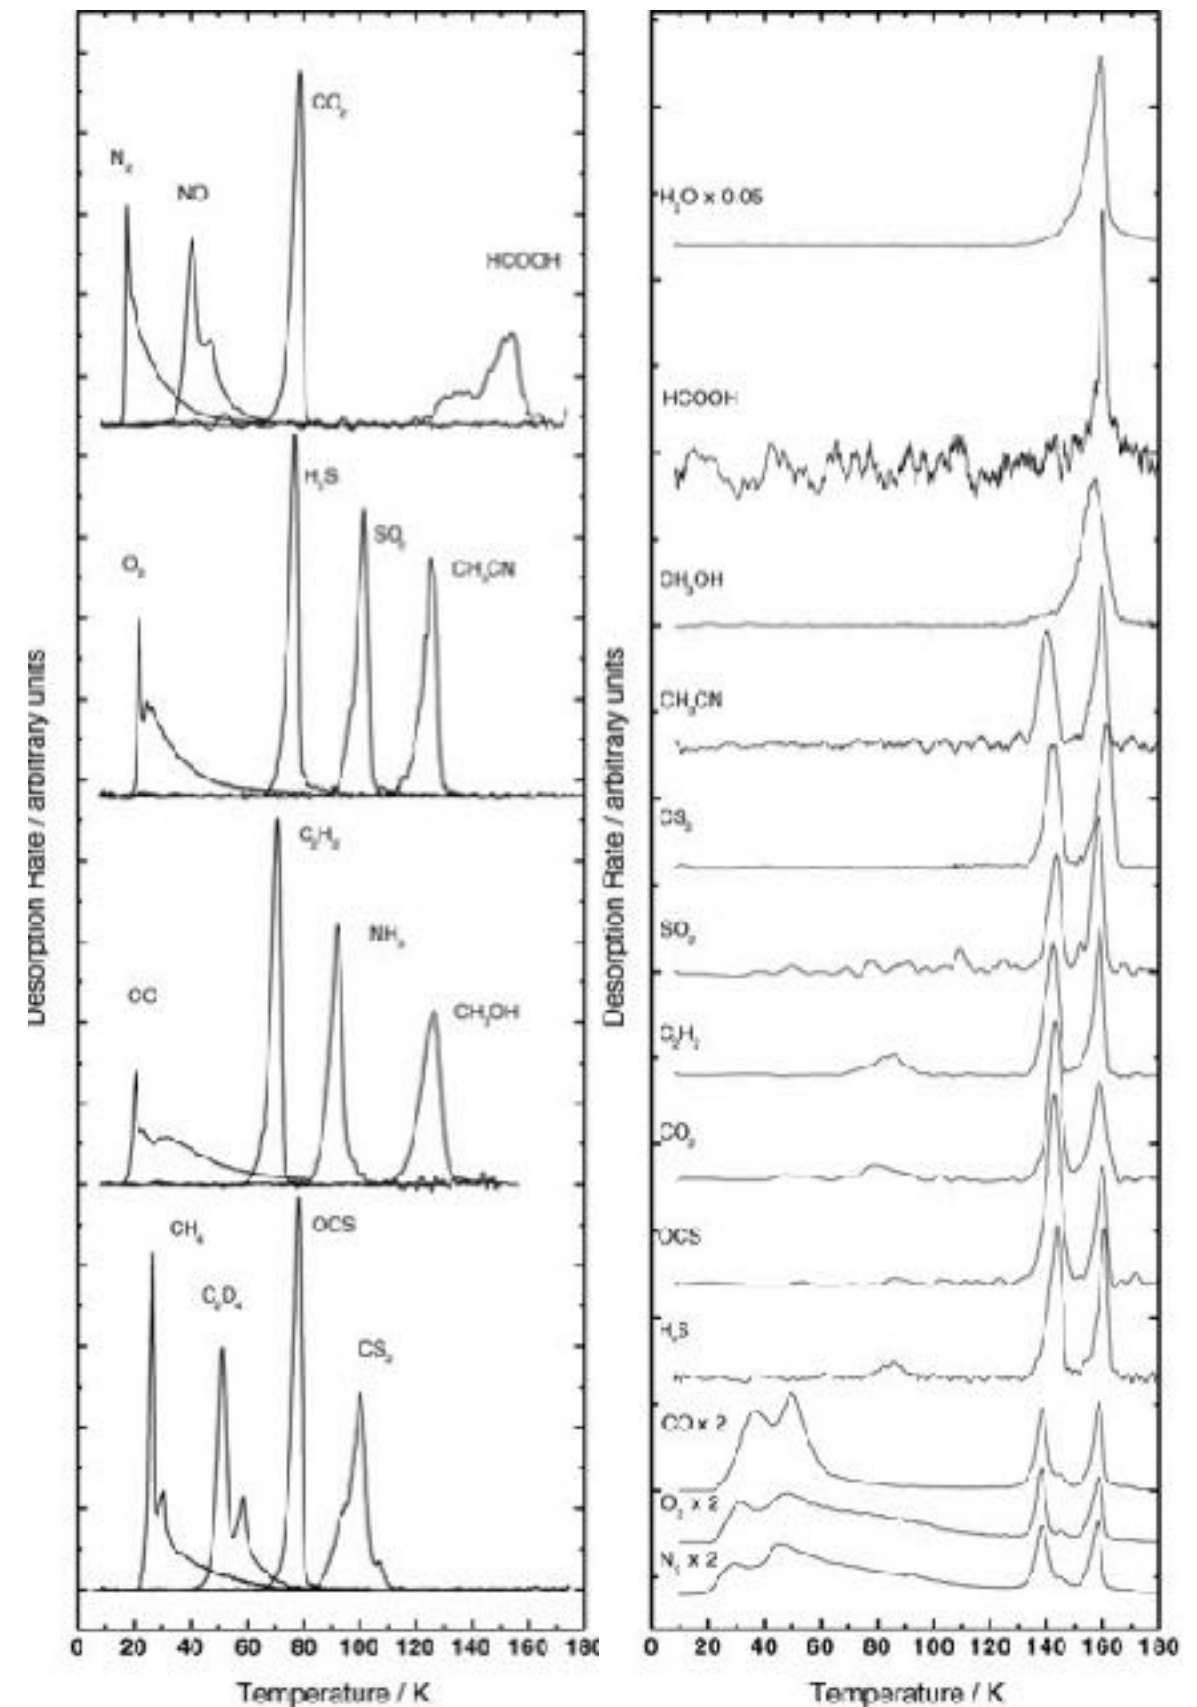 N₂
NO
CO₂
HCOOH
O₂
H₂S
SO₂
CH₃CN
CO
C₂H₂
NH₃
CH₃OH
CH₄
C₂D₄
OCS
CS₂
Desorption Rate / arbitrary units
0 20 40 60 80 100 120 140 160 180
Temperature / K
H₂O x 0.05
HCOOH
CH₃OH
CH₃CN
CS₂
SO₂
C₂H₂
CO₂
OCS
H₂S
CO x 2
O₂ x 2
N₂ x 2
Desorption Rate / arbitrary units
0 20 40 60 80 100 120 140 160 180
Temperature / K